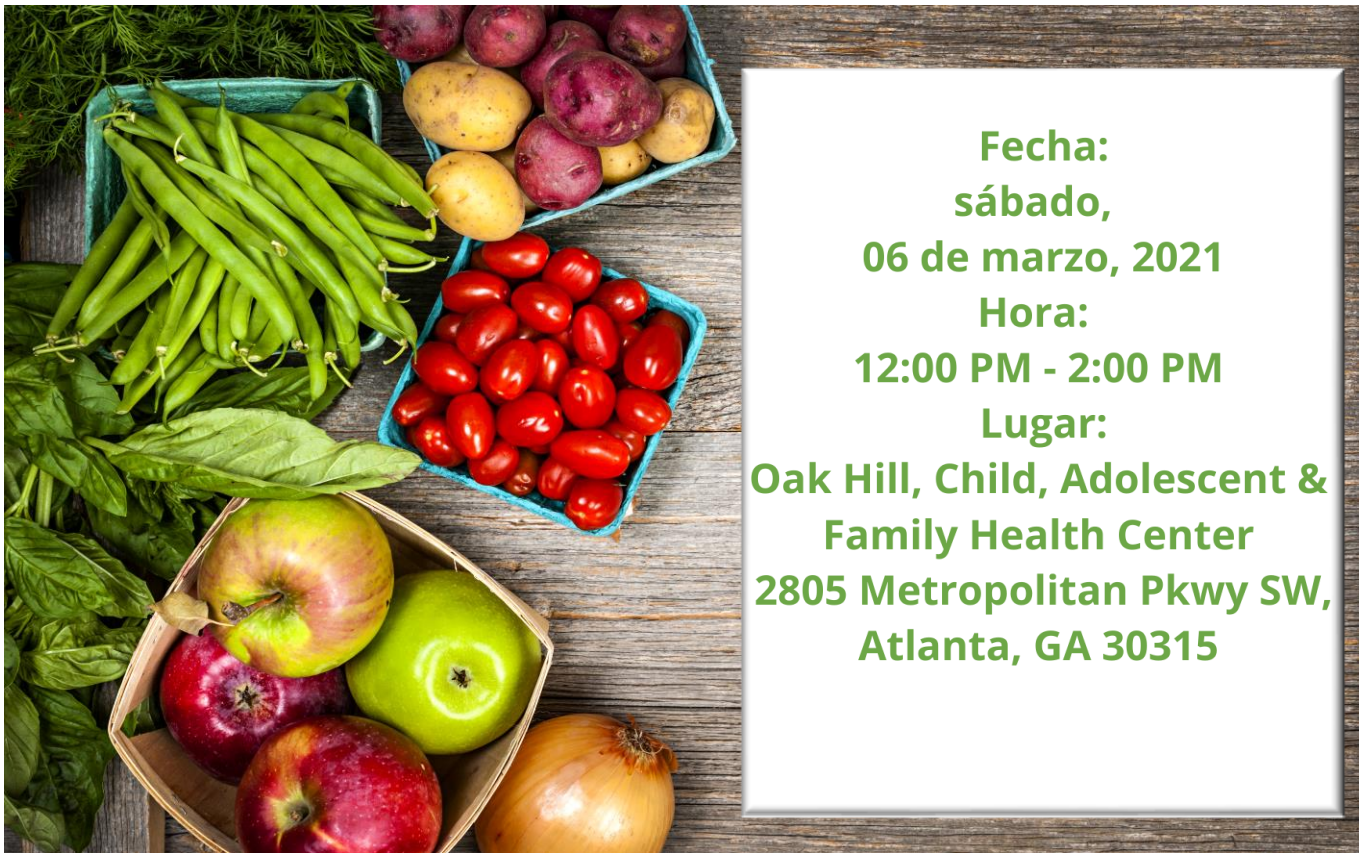 Fecha:
sábado,
06 de marzo, 2021
Hora:
12:00 PM - 2:00 PM
Lugar:
Oak Hill, Child, Adolescent &
Family Health Center
2805 Metropolitan Pkwy SW,
Atlanta, GA 30315